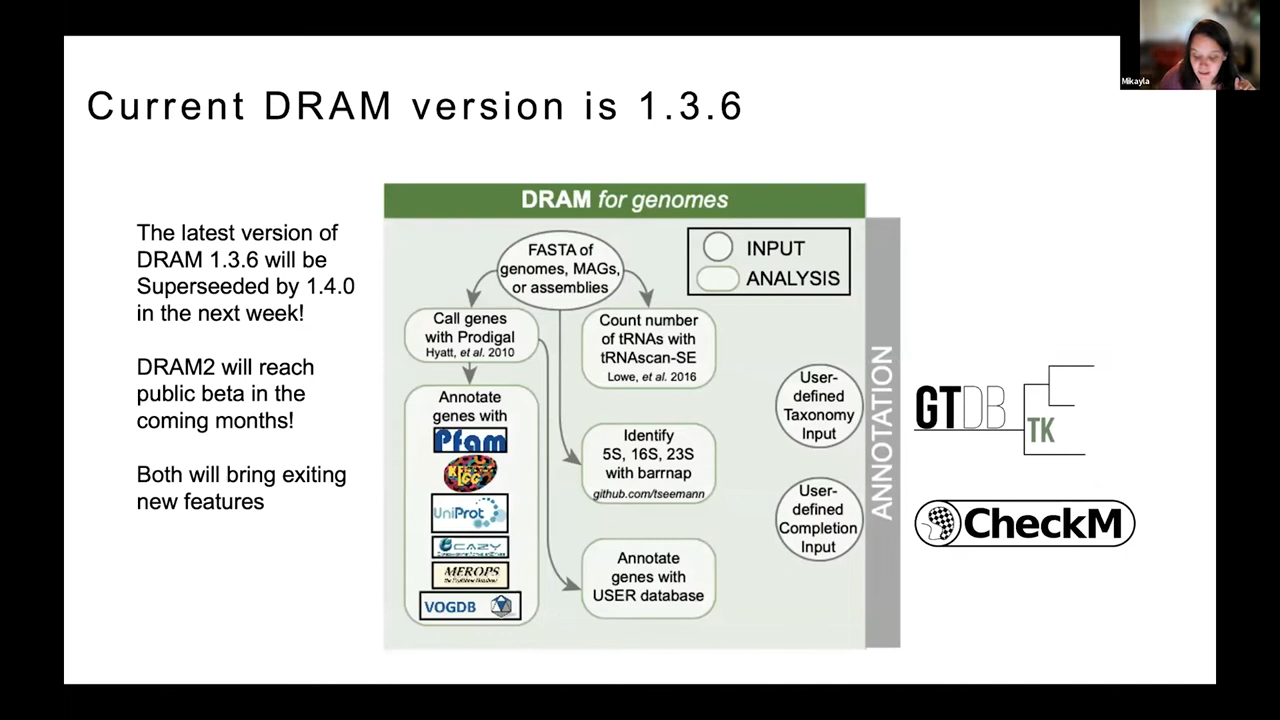 Mikayla
Current DRAM version is 1.3.6
The latest version of
DRAM 1.3.6 will be
Superseeded by 1.4.0
in the next week!
DRAM2 will reach
public beta in the
coming months!
Both will bring exiting
new features
DRAM for genomes
INPUT
ANALYSIS
FASTA of
genomes, MAGs,
or assemblies
Call genes
with Prodigal
Hyatt, et al. 2010
Count number
of tRNAs with
tRNAscan-SE
Lowe, et al. 2016
Annotate
genes with
Pfam
KEGG
UniProt
CAZY
MEROPS
VOGDB
Identify
5S, 16S, 23S
with barrnap
github.com/tseemann
Annotate
genes with
USER database
User-
defined
Taxonomy
Input
User-
defined
Completion
Input
ANNOTATION
GTDB
TK
CheckM